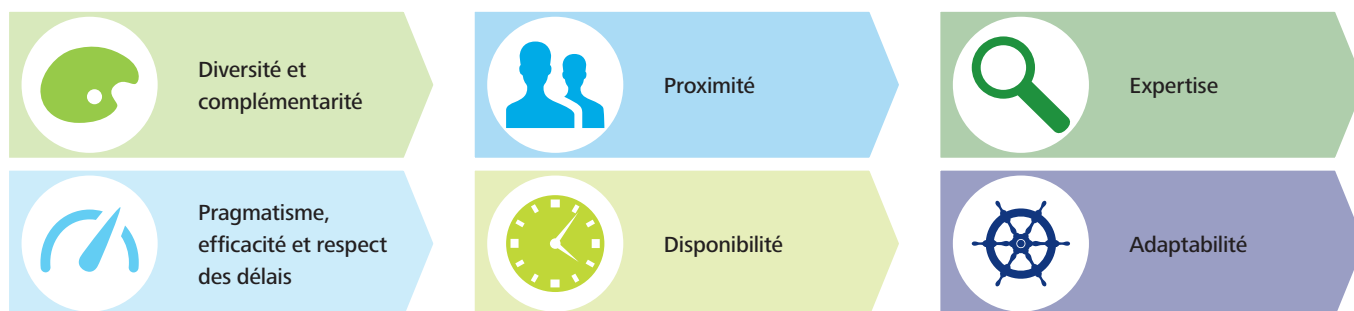 Diversité et
complémentarité
Proximité
Expertise
Pragmatisme,
efficacité et respect
des délais
Disponibilité
Adaptabilité